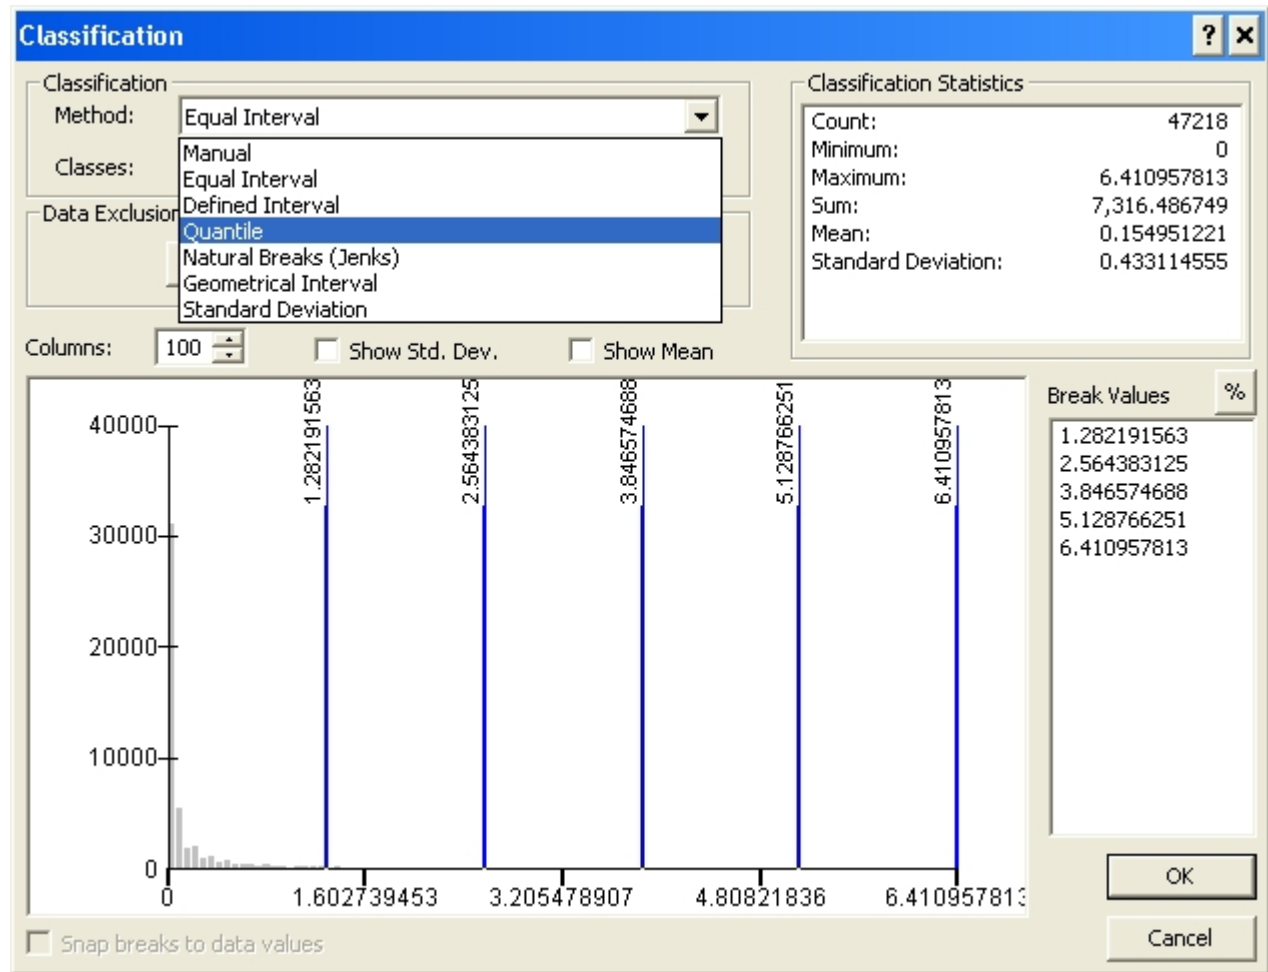 Classification
Classification
Method: Equal Interval
Manual
Equal Interval
Defined Interval
Quantile
Natural Breaks (Jenks)
Geometrical Interval
Standard Deviation
Classes:
Data Exclusion
Classification Statistics
Count: 47218
Minimum: 0
Maximum: 6.410957813
Sum: 7,316.486749
Mean: 0.154951221
Standard Deviation: 0.433114555
Columns: 100 Show Std. Dev. Show Mean
1.282191563
2.564383125
3.846574688
5.128766251
6.410957813
40000
30000
20000
10000
0
0 1.602739453 3.205478907 4.80821836 6.410957813
Break Values %
1.282191563
2.564383125
3.846574688
5.128766251
6.410957813
OK
Cancel
Snap breaks to data values